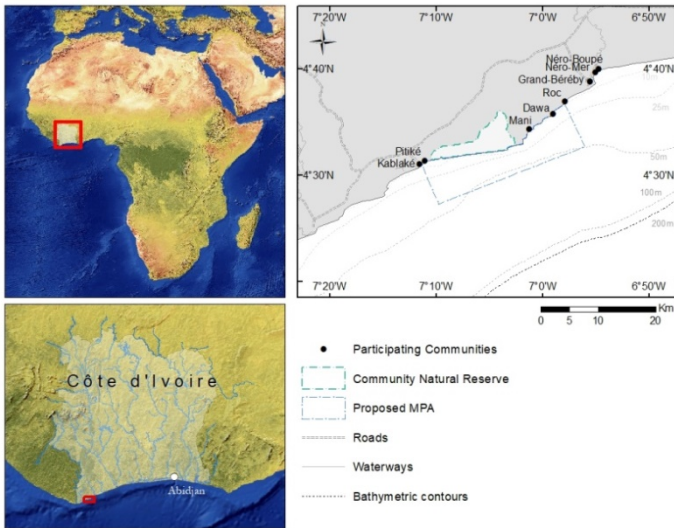 7°20'W
7°10'W
7°0'W
6°50'W
4°40'N
4°40'N
Néro-Boupé
Néro-Mer
Grand-Béréby
Roc
Dawa
Mani
25m
Pitiké
Kablaké
50m
4°30'N
4°30'N
100m
200m
7°20'W
7°10'W
7°0'W
6°50'W
Km
0 5 10 20
Côte d'Ivoire
Abidjan
Participating Communities
Community Natural Reserve
Proposed MPA
Roads
Waterways
Bathymetric contours